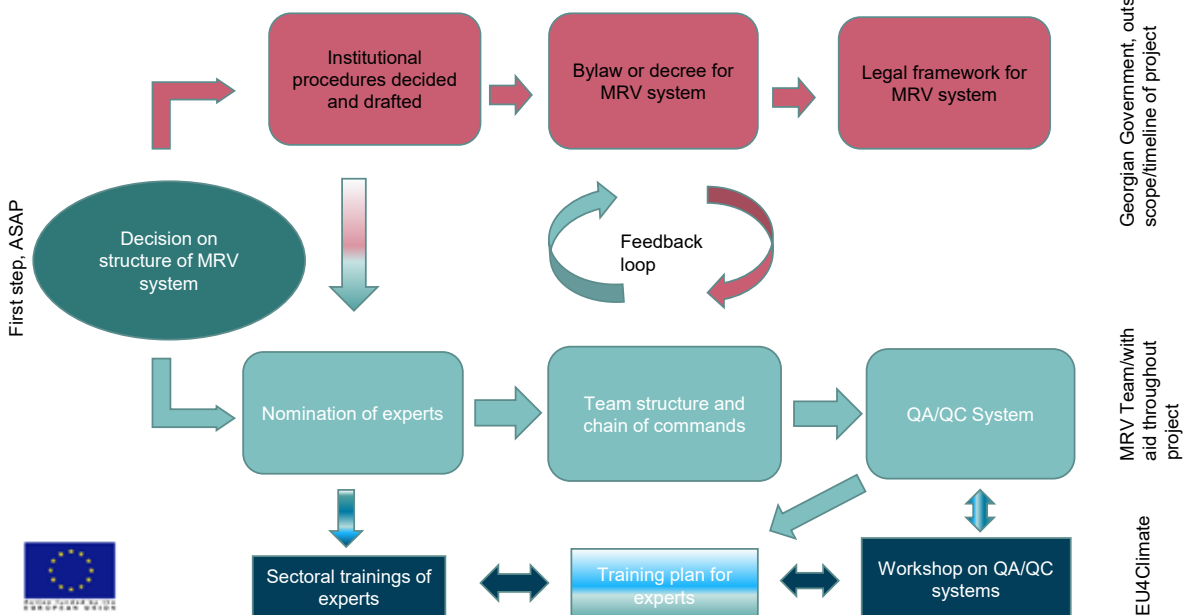 Institutional
procedures decided
and drafted
Bylaw or decree for
MRV system
Legal framework for
MRV system
Georgian Government,
scope/timeline of project
First step, ASAP
Decision on
structure of MRV
system
Feedback
loop
Nomination of experts
Team structure and
chain of commands
QA/QC System
MRV Team/with
aid throughout
project
Sectoral trainings of
experts
Training plan for
experts
Workshop on QA/QC
systems
EU4Climate